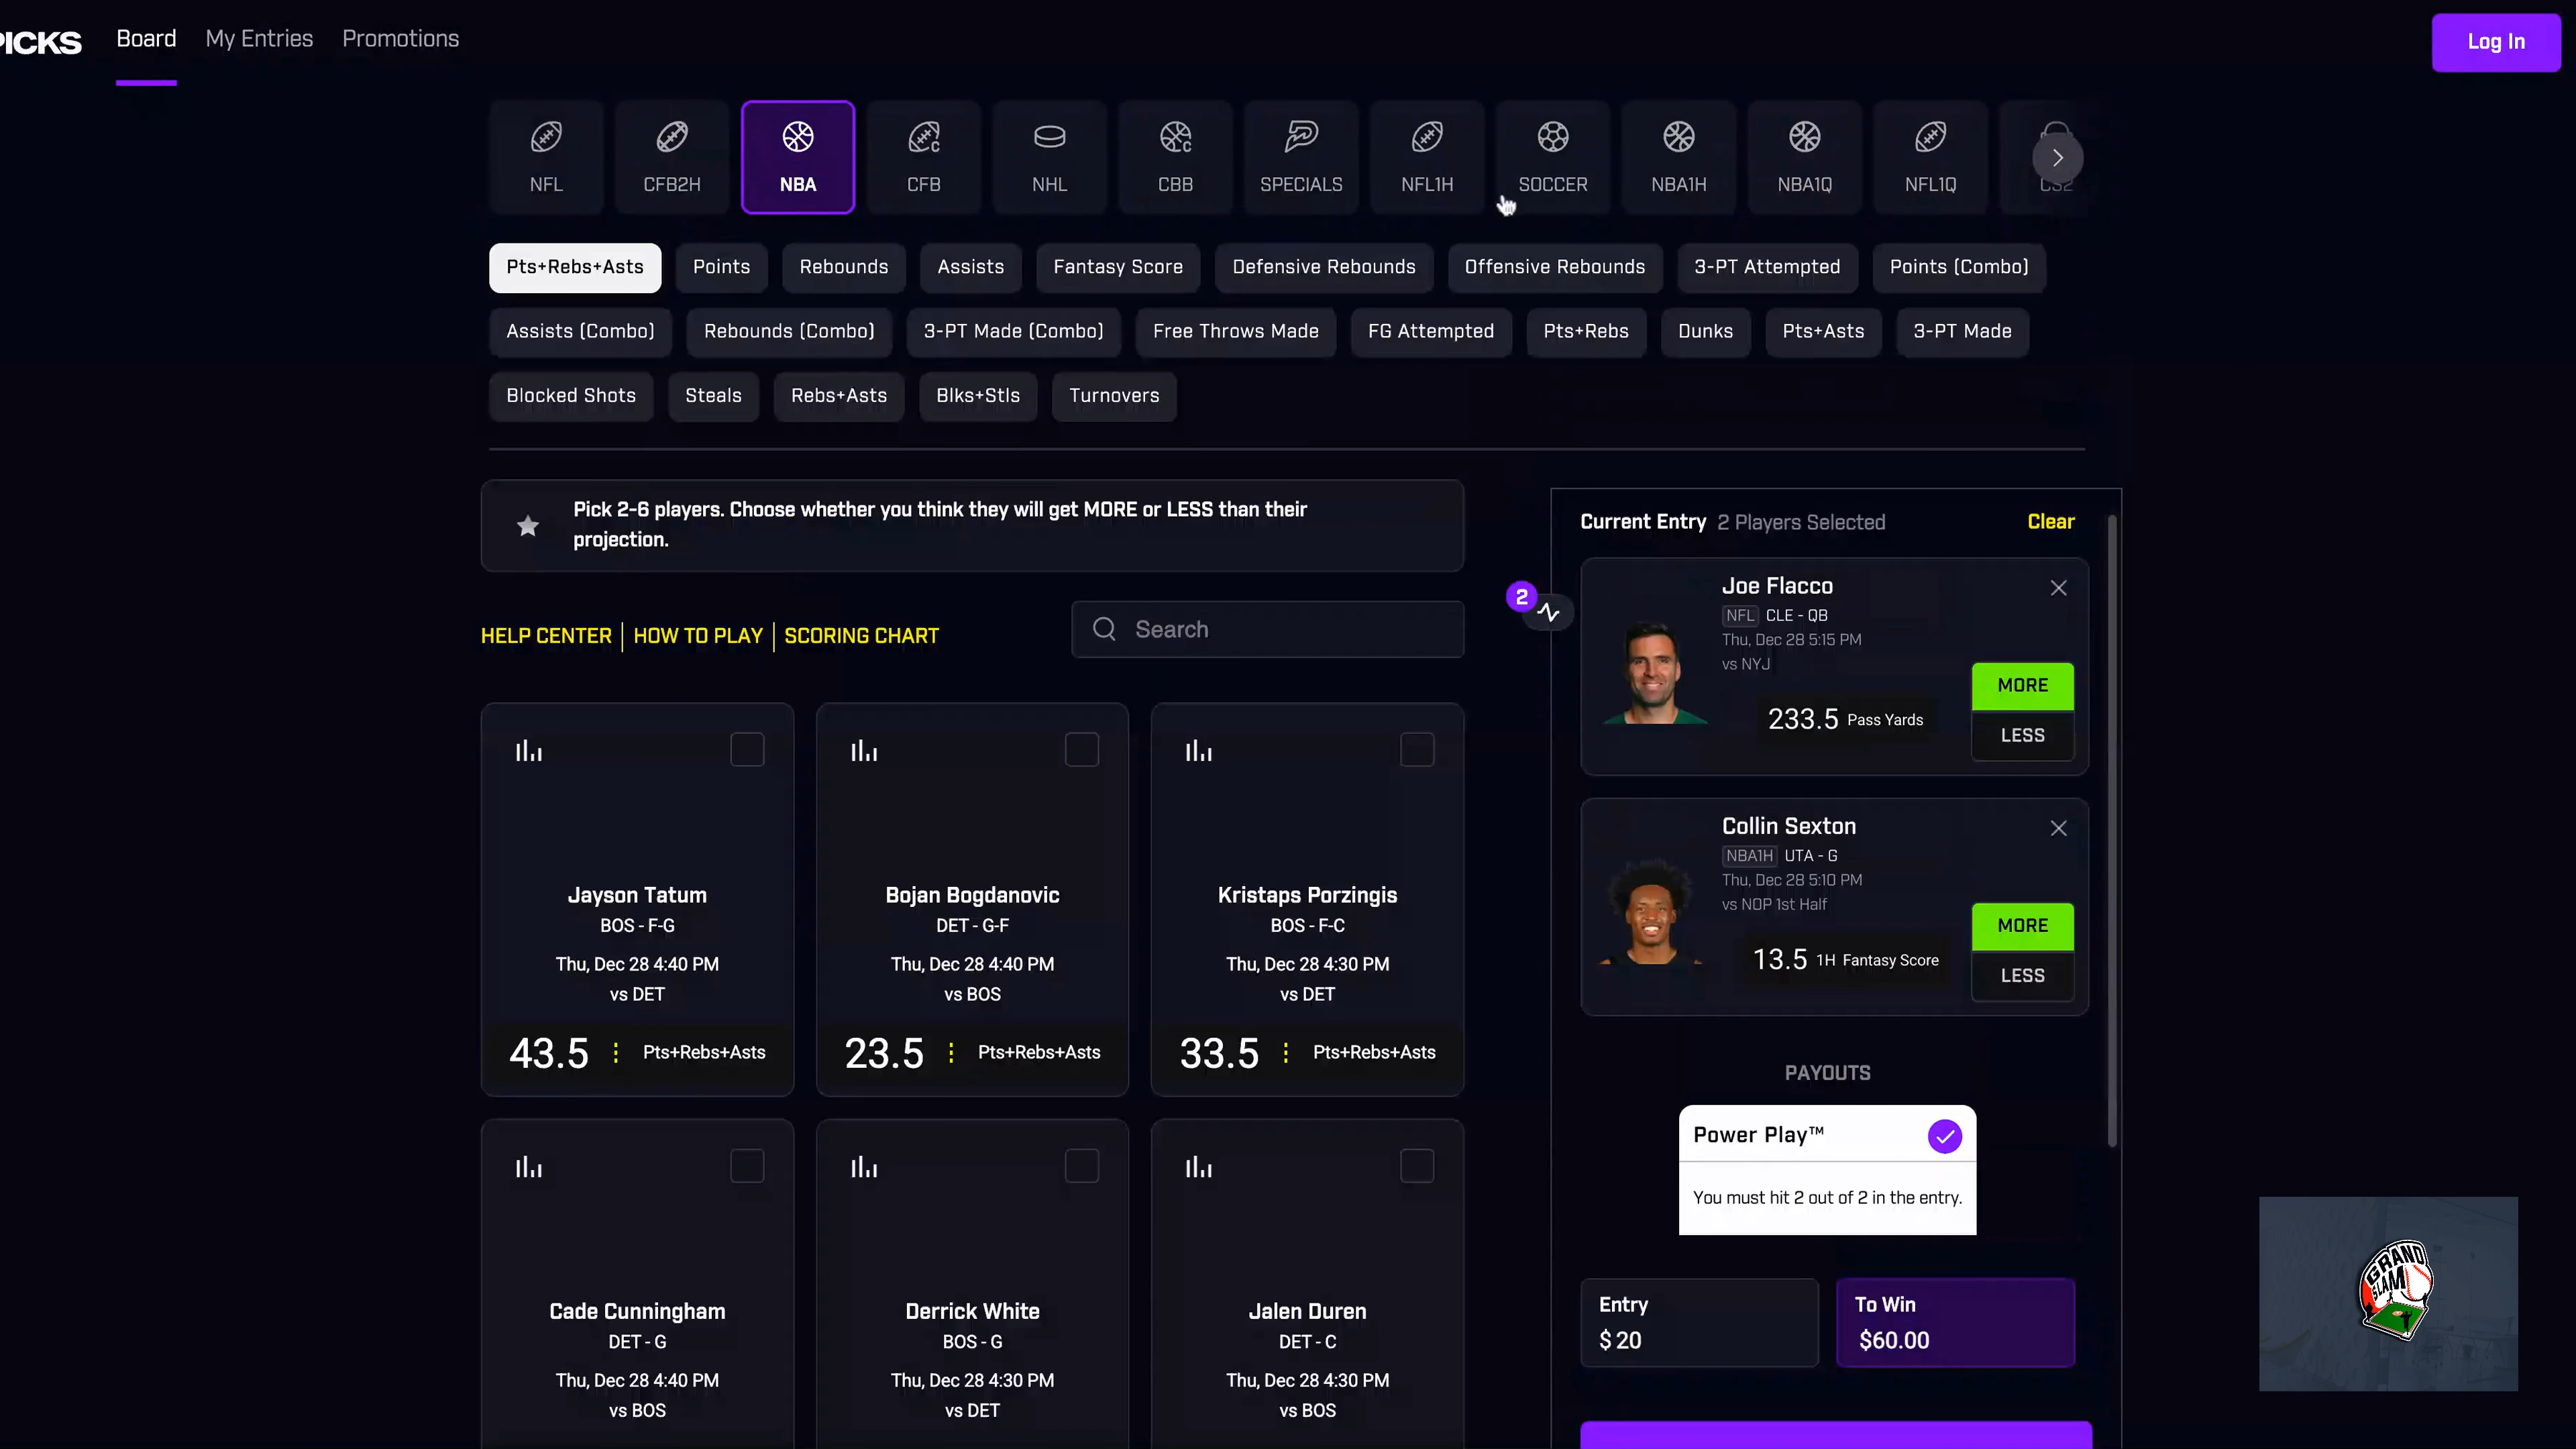 PICKS
Board
My Entries
Promotions
Log In
NFL
CFB2H
NBA
CFB
NHL
CBB
SPECIALS
NFL1H
SOCCER
NBA1H
NBA1Q
NFL1Q
CS2
Pts+Rebs+Asts
Points
Rebounds
Assists
Fantasy Score
Defensive Rebounds
Offensive Rebounds
3-PT Attempted
Points (Combo)
Assists (Combo)
Rebounds (Combo)
3-PT Made (Combo)
Free Throws Made
FG Attempted
Pts+Rebs
Dunks
Pts+Asts
3-PT Made
Blocked Shots
Steals
Rebs+Asts
Blks+Stls
Turnovers
Pick 2-6 players. Choose whether you think they will get MORE or LESS than their
projection.
HELP CENTER
HOW TO PLAY
SCORING CHART
Search
Jayson Tatum
BOS - F-G
Thu, Dec 28 4:40 PM
vs DET
43.5
Pts+Rebs+Asts
Bojan Bogdanovic
DET - G-F
Thu, Dec 28 4:40 PM
vs BOS
23.5
Pts+Rebs+Asts
Kristaps Porzingis
BOS - F-C
Thu, Dec 28 4:30 PM
vs DET
33.5
Pts+Rebs+Asts
Cade Cunningham
DET - G
Thu, Dec 28 4:40 PM
vs BOS
Derrick White
BOS - G
Thu, Dec 28 4:30 PM
vs DET
Jalen Duren
DET - C
Thu, Dec 28 4:30 PM
vs BOS
Current Entry 2 Players Selected
Clear
2
Joe Flacco
NFL CLE - QB
Thu, Dec 28 5:15 PM
vs NYJ
233.5 Pass Yards
MORE
LESS
Collin Sexton
NBA1H UTA - G
Thu, Dec 28 5:10 PM
vs NOP 1st Half
13.5 1H Fantasy Score
MORE
LESS
PAYOUTS
Power Play™
You must hit 2 out of 2 in the entry.
Entry
$ 20
To Win
$60.00
GRAND
SLAM